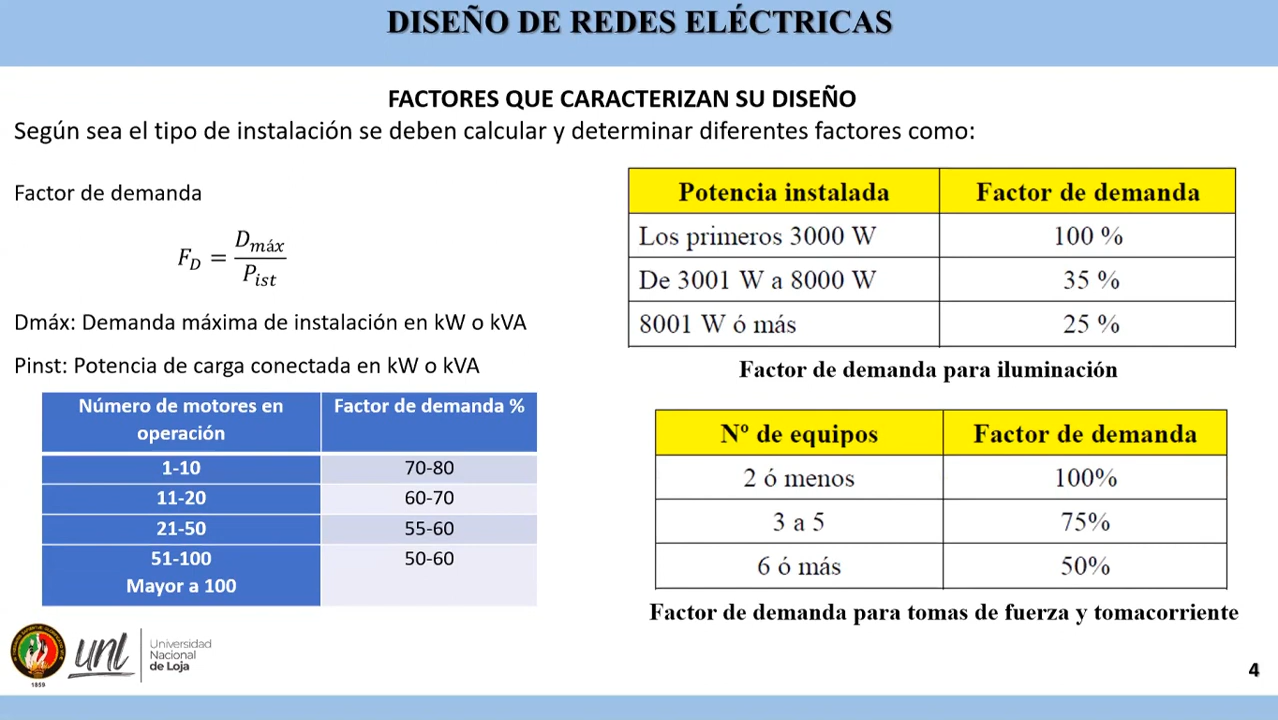 DISEÑO DE REDES ELÉCTRICAS
FACTORES QUE CARACTERIZAN SU DISEÑO
Según sea el tipo de instalación se deben calcular y determinar diferentes factores como:
Factor de demanda
F_D = D_máx / P_ist
Dmáx: Demanda máxima de instalación en kW o kVA
Pinst: Potencia de carga conectada en kW o kVA
Número de motores en operación Factor de demanda %
1-10 70-80
11-20 60-70
21-50 55-60
51-100 50-60
Mayor a 100
Potencia instalada Factor de demanda
Los primeros 3000 W 100 %
De 3001 W a 8000 W 35 %
8001 W ó más 25 %
Factor de demanda para iluminación
Nº de equipos Factor de demanda
2 ó menos 100%
3 a 5 75%
6 ó más 50%
Factor de demanda para tomas de fuerza y tomacorriente
1859
unl
Universidad
Nacional
de Loja
4